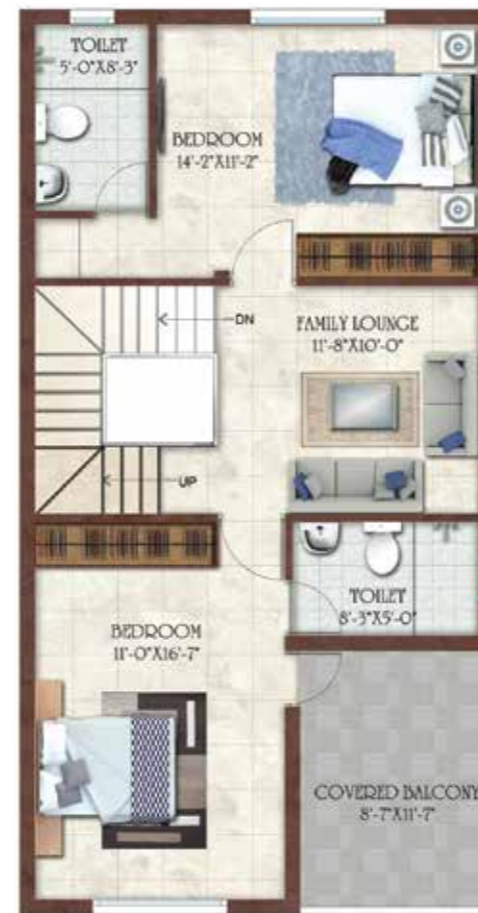 TOILET
5'-0"X8'-3"
BEDROOM
14'-2"X11'-2"
DN
FAMILY LOUNGE
11'-8"X10'-0"
UP
TOILET
8'-3"X5'-0"
BEDROOM
11'-0"X16'-7"
COVERED BALCONY
8'-7"X11'-7"